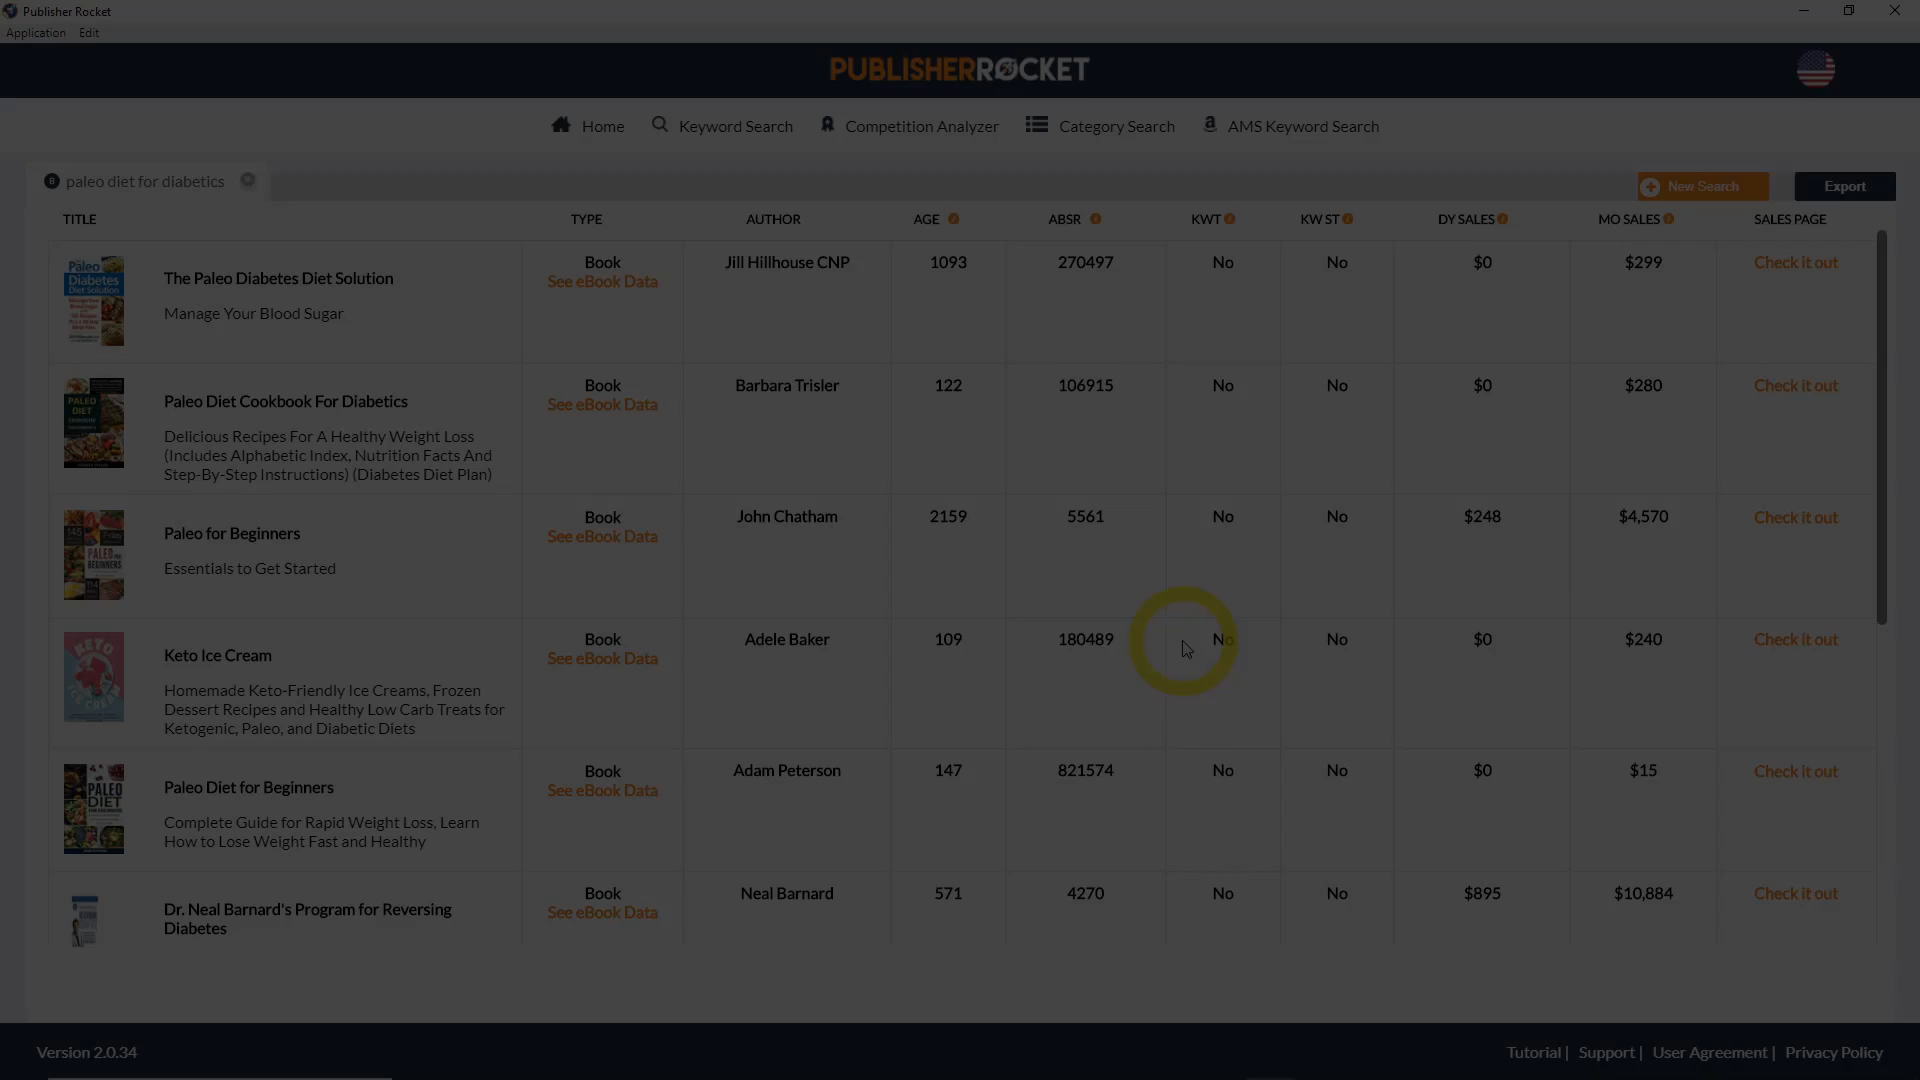 Publisher Rocket
Application Edit
PUBLISHERROCKET
Home Keyword Search Competition Analyzer Category Search AMS Keyword Search
paleo diet for diabetics New Search Export
TITLE TYPE AUTHOR AGE ABSR KWT KW ST DY SALES MO SALES SALES PAGE
The Paleo Diabetes Diet Solution
Manage Your Blood Sugar
Book
See eBook Data
Jill Hillhouse CNP 1093 270497 No No $0 $299 Check it out
Paleo Diet Cookbook For Diabetics
Delicious Recipes For A Healthy Weight Loss
(Includes Alphabetic Index, Nutrition Facts And
Step-By-Step Instructions) (Diabetes Diet Plan)
Book
See eBook Data
Barbara Trisler 122 106915 No No $0 $280 Check it out
Paleo for Beginners
Essentials to Get Started
Book
See eBook Data
John Chatham 2159 5561 No No $248 $4,570 Check it out
Keto Ice Cream
Homemade Keto-Friendly Ice Creams, Frozen
Dessert Recipes and Healthy Low Carb Treats for
Ketogenic, Paleo, and Diabetic Diets
Book
See eBook Data
Adele Baker 109 180489 No No $0 $240 Check it out
Paleo Diet for Beginners
Complete Guide for Rapid Weight Loss, Learn
How to Lose Weight Fast and Healthy
Book
See eBook Data
Adam Peterson 147 821574 No No $0 $15 Check it out
Dr. Neal Barnard's Program for Reversing
Diabetes
Book
See eBook Data
Neal Barnard 571 4270 No No $895 $10,884 Check it out
Version 2.0.34 Tutorial | Support | User Agreement | Privacy Policy